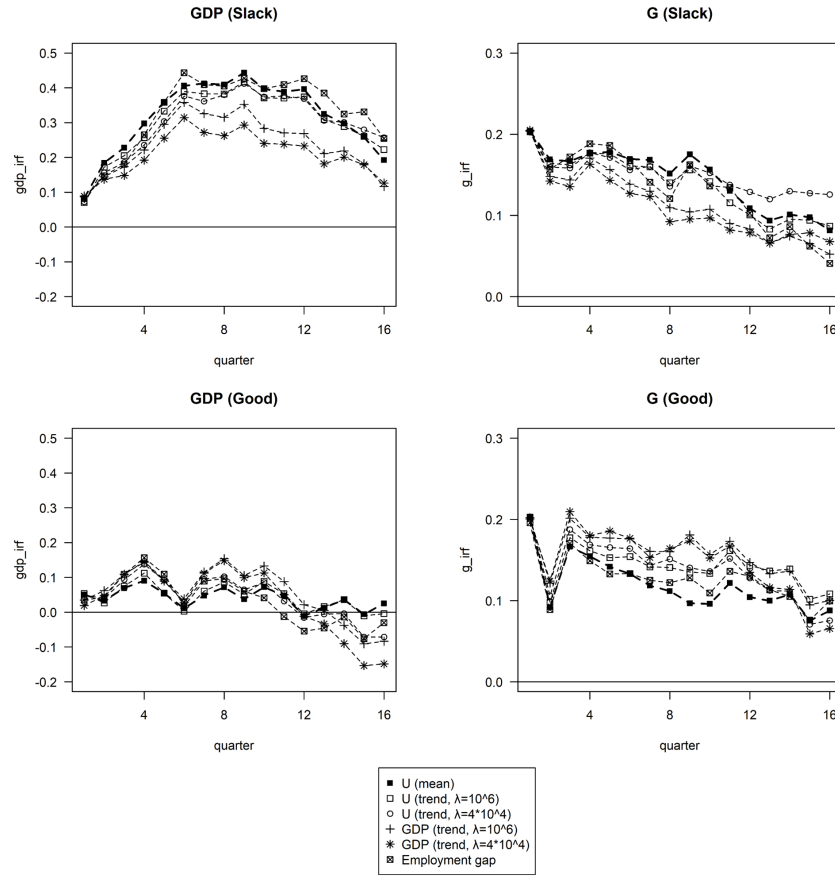 GDP (Slack)
gdp_irf
0.5
0.4
0.3
0.2
0.1
0.0
-0.1
-0.2
4 8 12 16
quarter
G (Slack)
g_irf
0.3
0.2
0.1
0.0
4 8 12 16
quarter
GDP (Good)
gdp_irf
0.5
0.4
0.3
0.2
0.1
0.0
-0.1
-0.2
4 8 12 16
quarter
G (Good)
g_irf
0.3
0.2
0.1
0.0
4 8 12 16
quarter
U (mean)
U (trend, λ=10^6)
U (trend, λ=4*10^4)
GDP (trend, λ=10^6)
GDP (trend, λ=4*10^4)
Employment gap